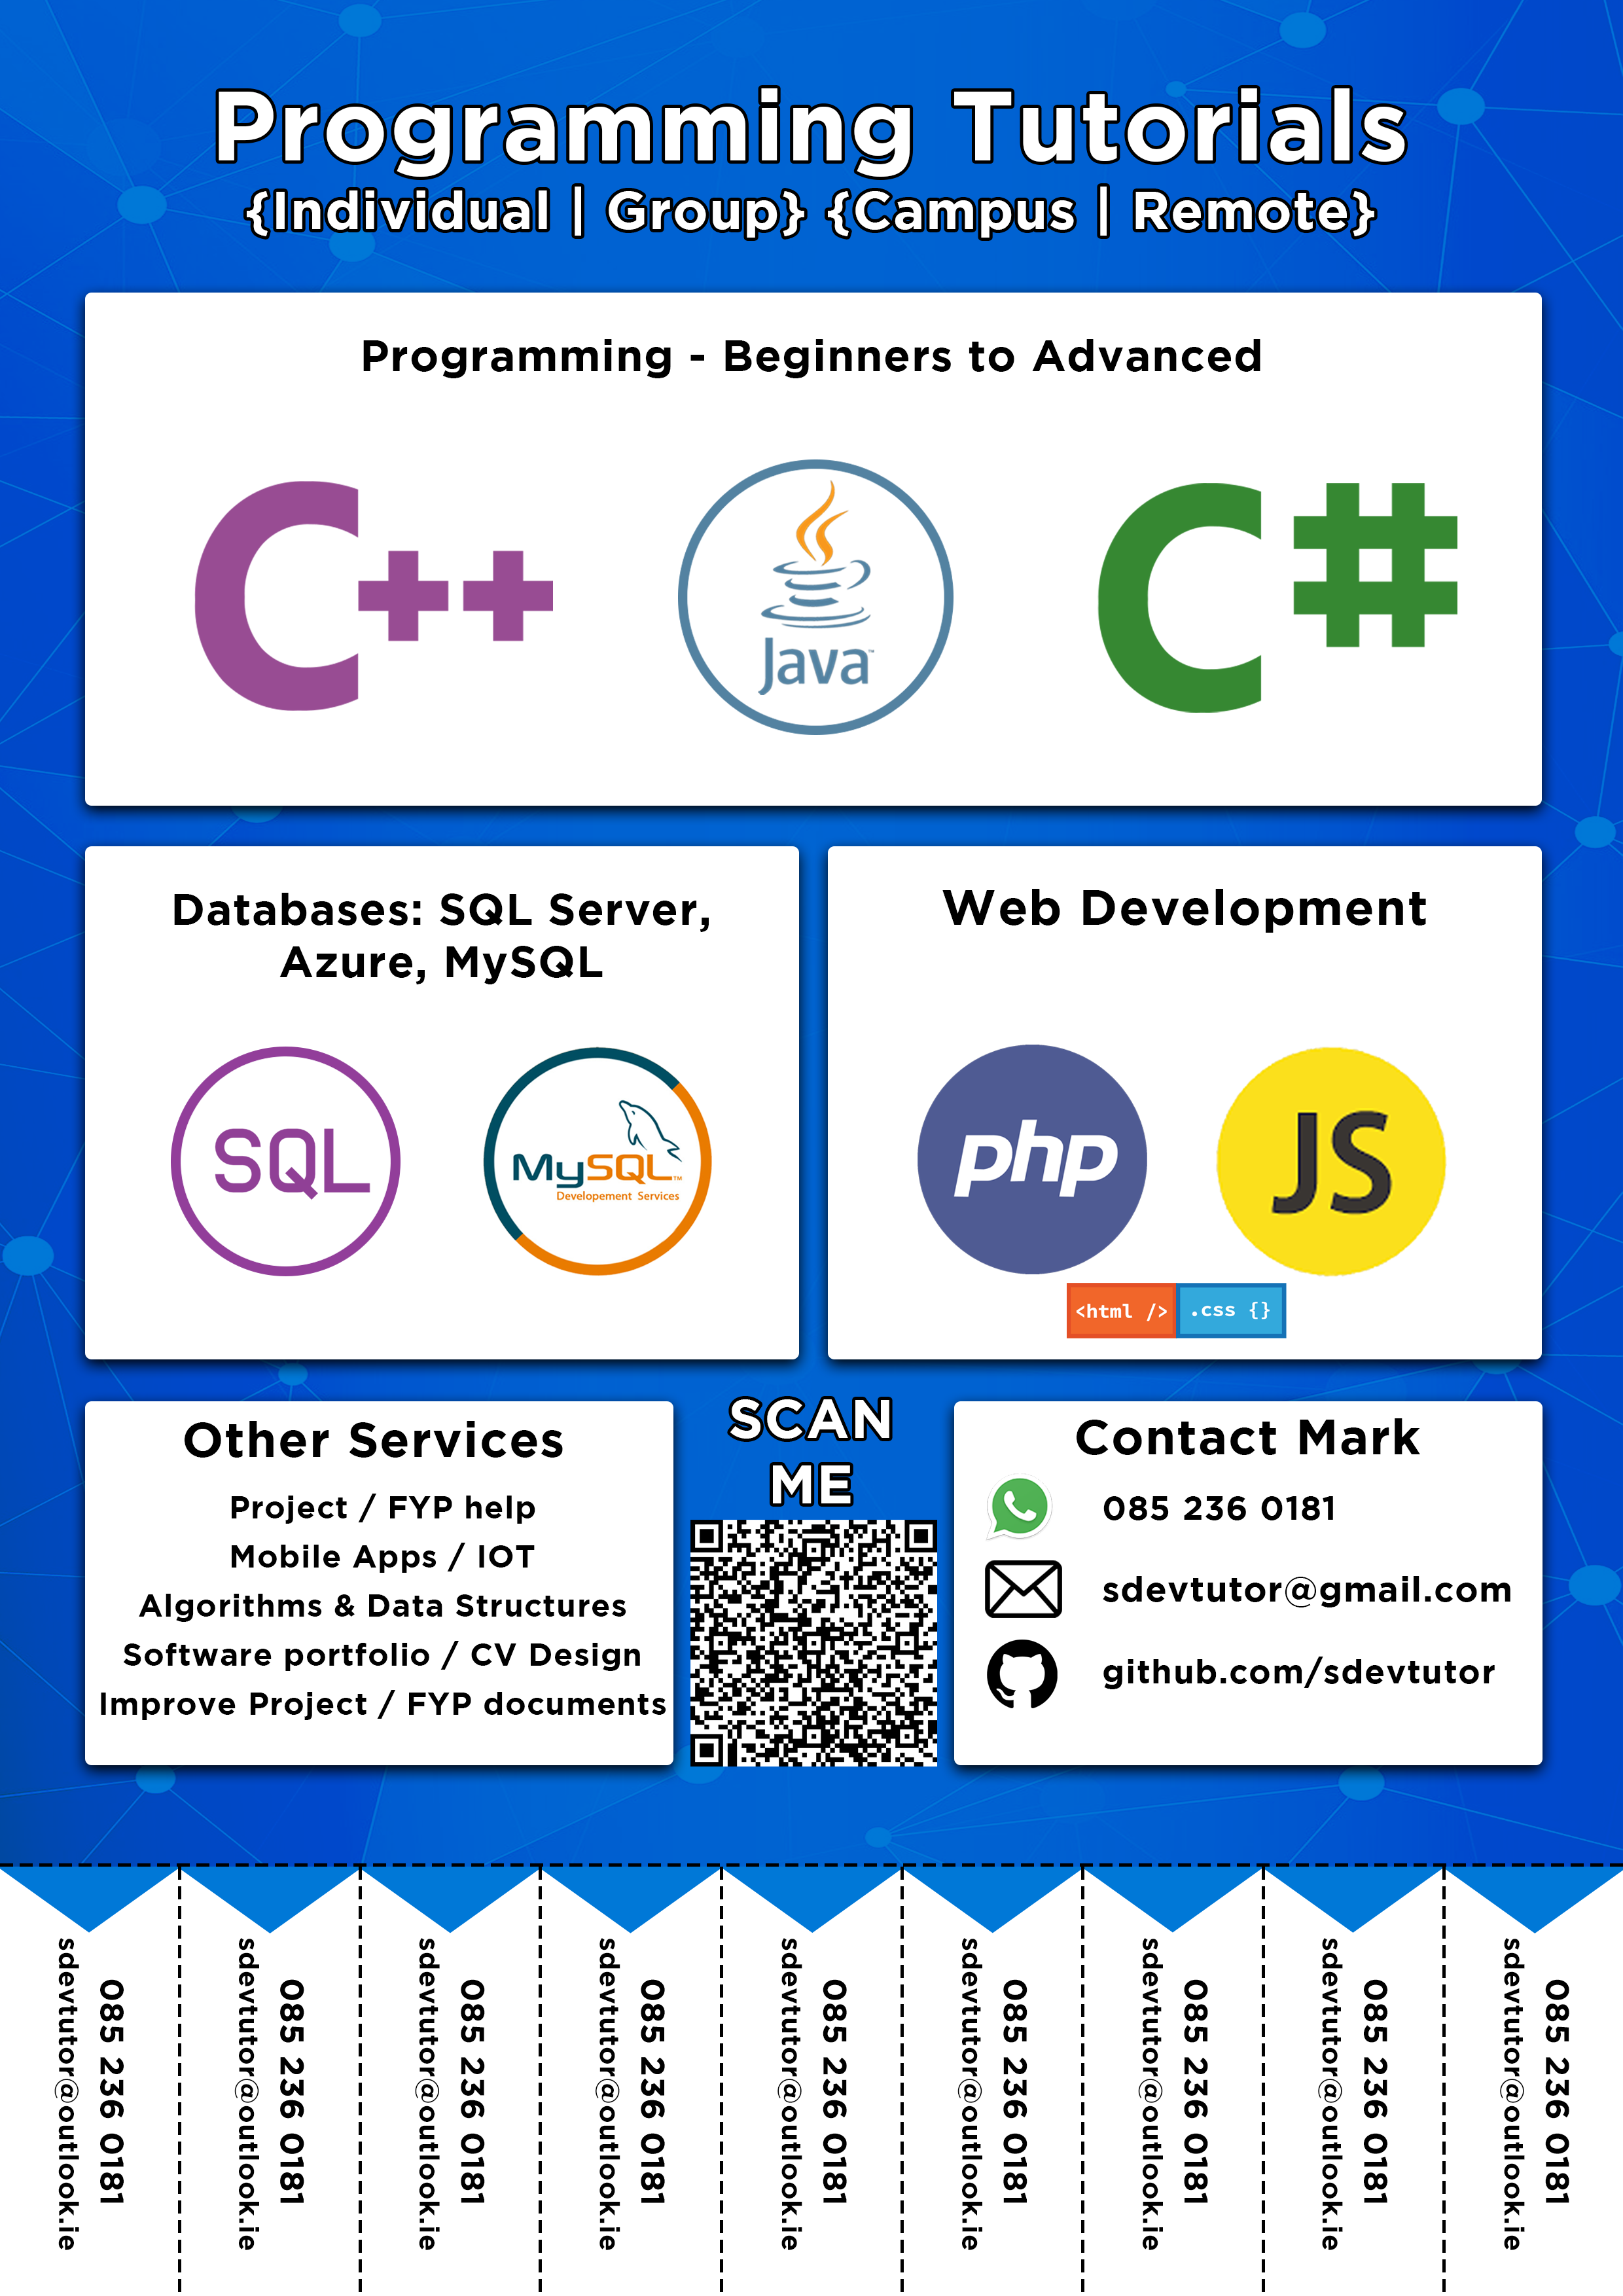 Programming Tutorials
{Individual | Group} {Campus | Remote}
Programming - Beginners to Advanced
C++
Java™
C#
Databases: SQL Server,
Azure, MySQL
SQL
MySQL™
Developement Services
Web Development
php
JS
<html />
.css {}
Other Services
Project / FYP help
Mobile Apps / IOT
Algorithms & Data Structures
Software portfolio / CV Design
Improve Project / FYP documents
SCAN
ME
Contact Mark
085 236 0181
sdevtutor@gmail.com
github.com/sdevtutor
085 236 0181
sdevtutor@outlook.ie
085 236 0181
sdevtutor@outlook.ie
085 236 0181
sdevtutor@outlook.ie
085 236 0181
sdevtutor@outlook.ie
085 236 0181
sdevtutor@outlook.ie
085 236 0181
sdevtutor@outlook.ie
085 236 0181
sdevtutor@outlook.ie
085 236 0181
sdevtutor@outlook.ie
085 236 0181
sdevtutor@outlook.ie